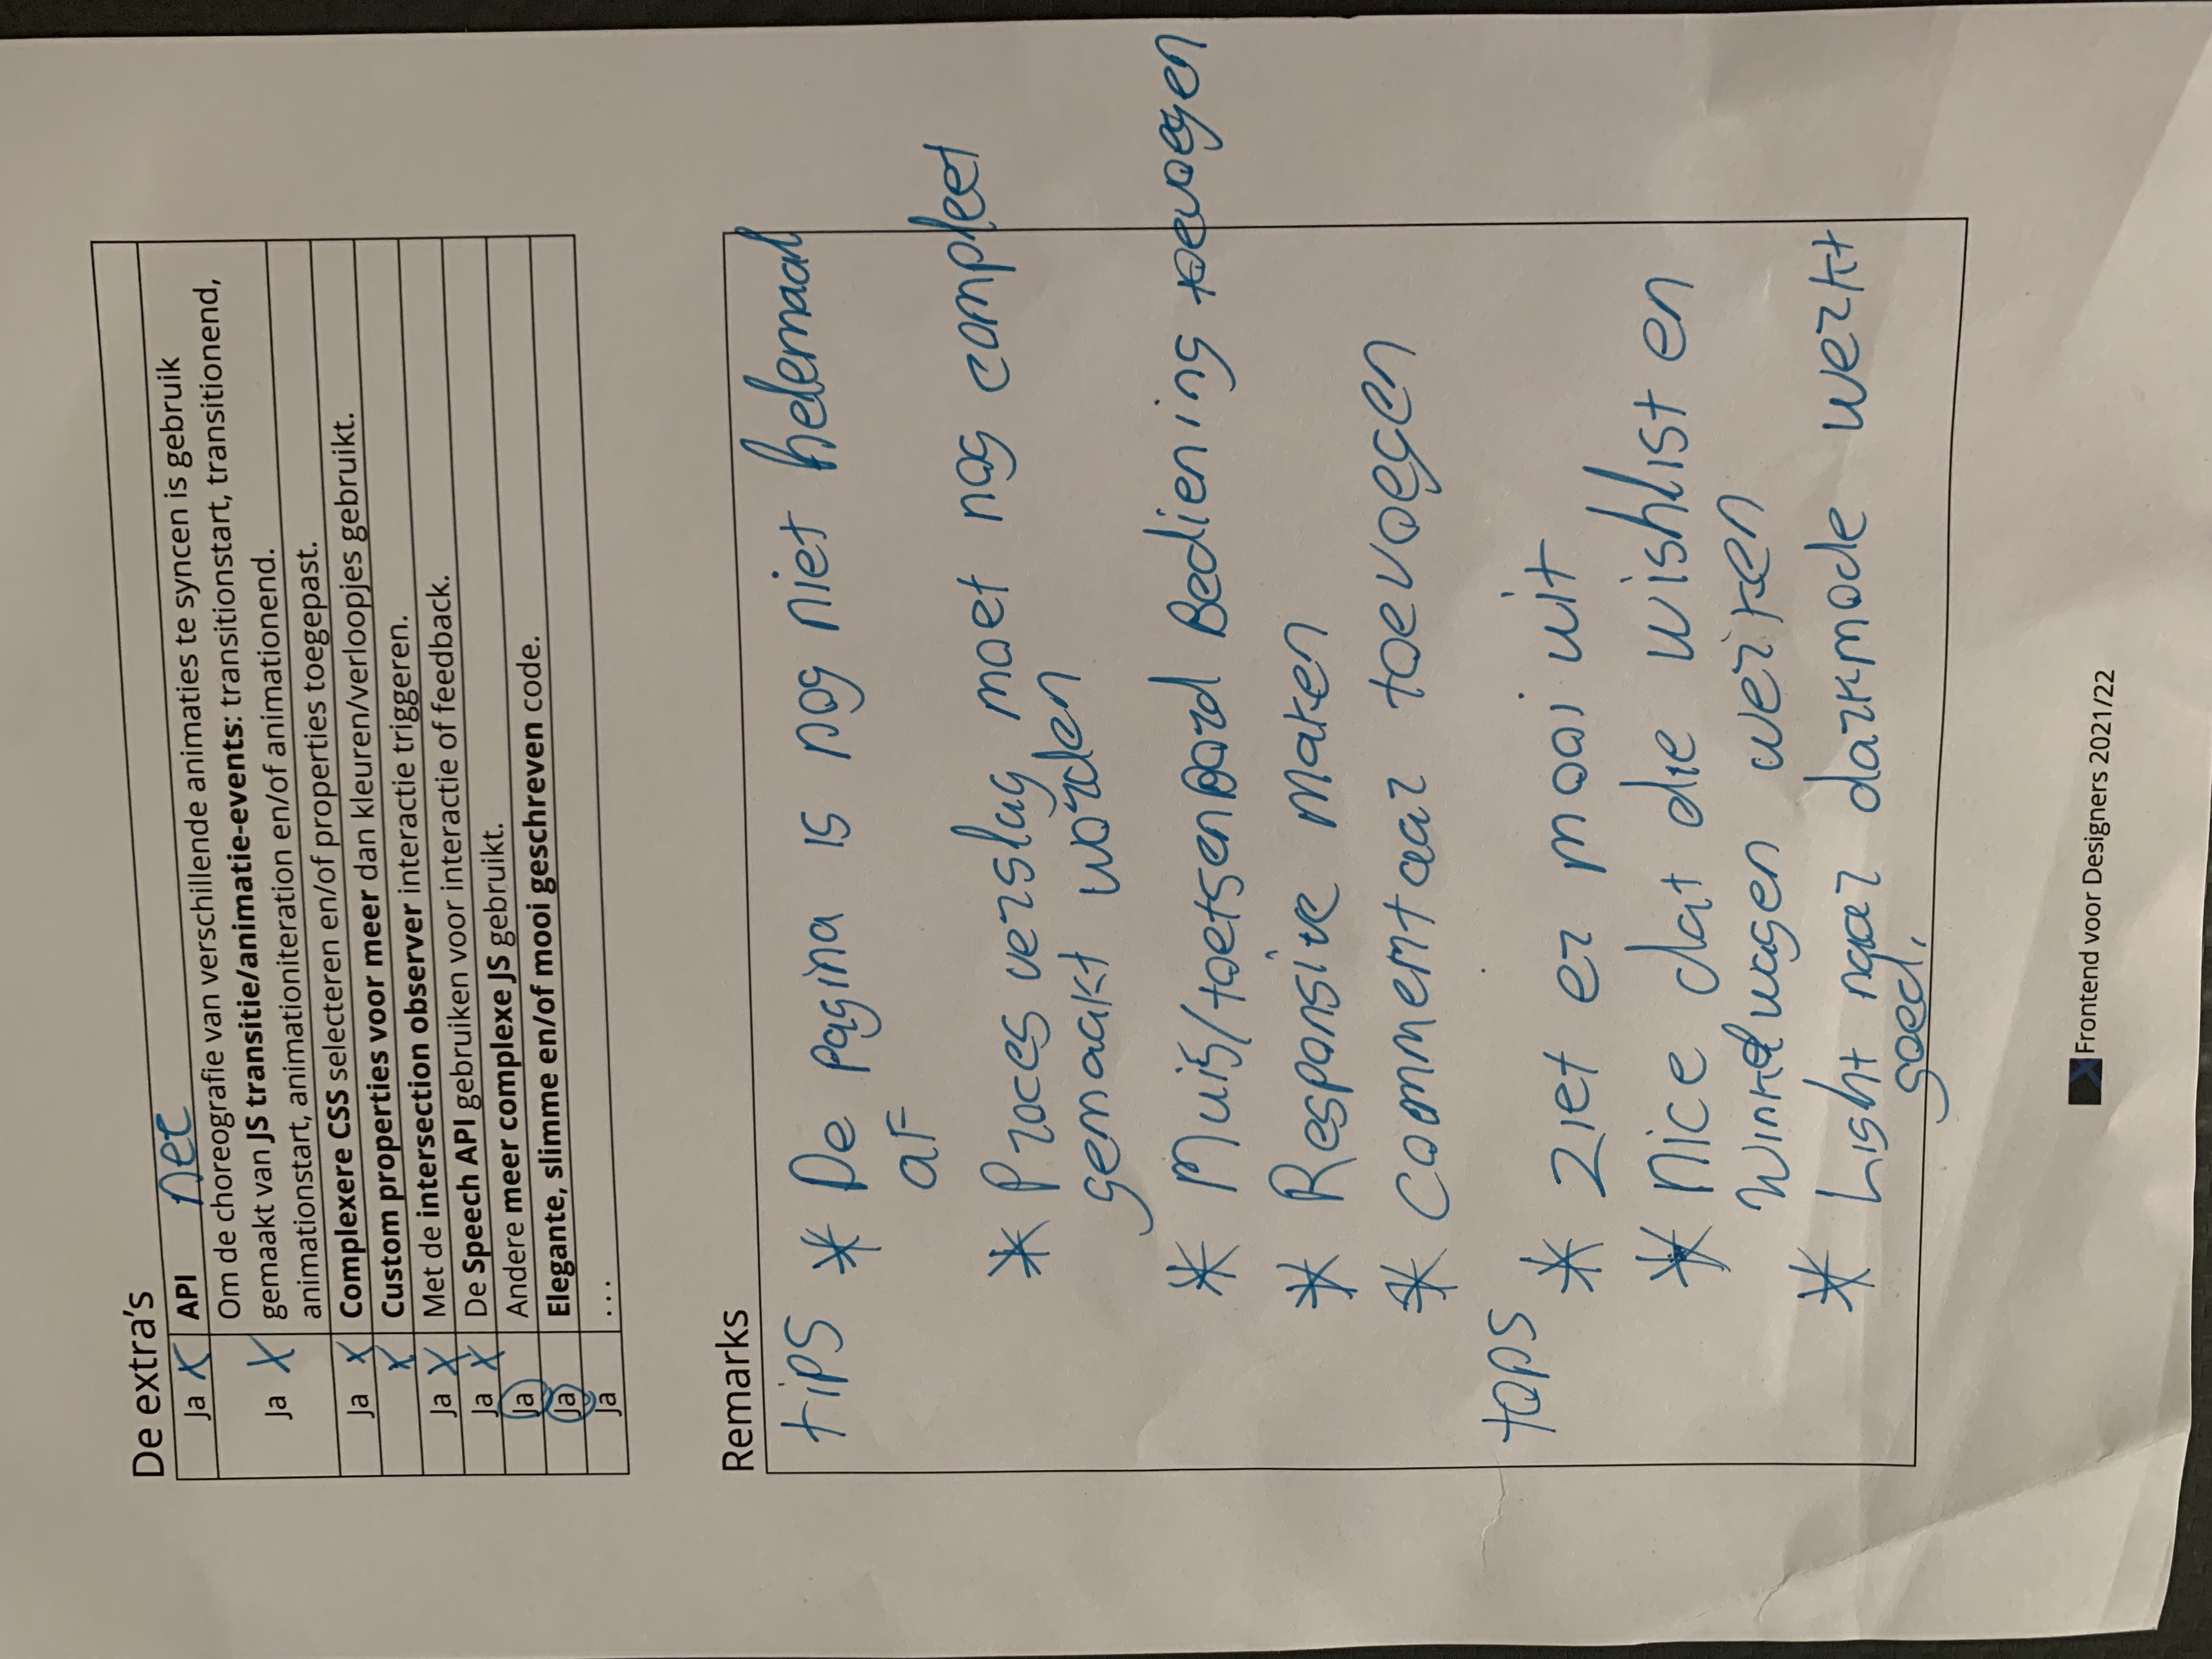 De extra's
Ja X API nee
Om de choreografie van verschillende animaties te syncen is gebruik
Ja X gemaakt van JS transitie/animatie-events: transitionstart, transitionend,
animationstart, animationiteration en/of animationend.
Ja X Complexere CSS selecteren en/of properties toegepast.
X Custom properties voor meer dan kleuren/verloopjes gebruikt.
Ja X Met de intersection observer interactie triggeren.
Ja X De Speech API gebruiken voor interactie of feedback.
Ja Andere meer complexe JS gebruikt.
Ja Elegante, slimme en/of mooi geschreven code.
Ja ...
Remarks
tips * De pagina is nog niet helemaal
af
* Proces verslag moet nog compleet
gemaakt worden
* Muis/toetsenbord Bediening toevoegen
* Responsive maken
* Commentaar toevoegen
tops
* ziet er mooi uit
* nice dat die wishlist en
Winkelwagen werken
* Light naar darkmode werkt
goed.
Frontend voor Designers 2021/22